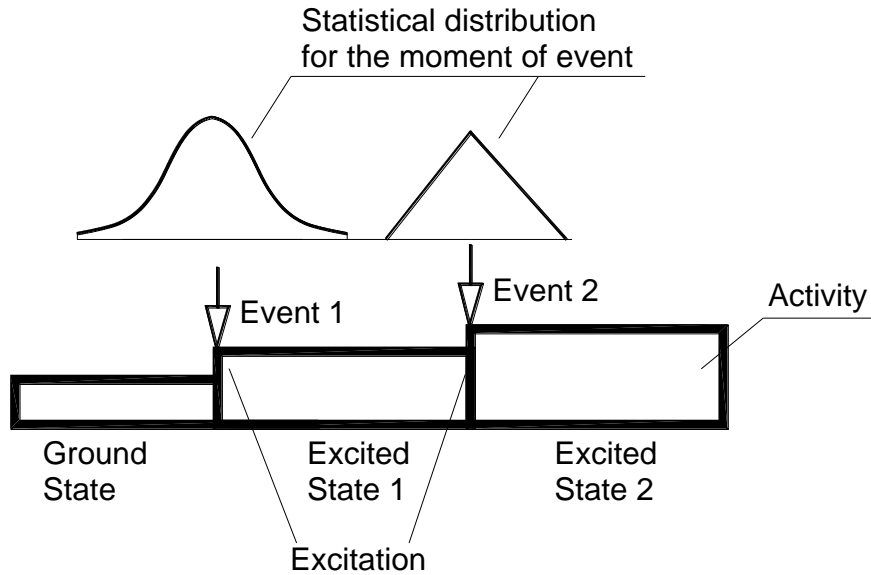 Statistical distribution
for the moment of event
Event 1
Event 2
Activity
Ground
State
Excited
State 1
Excited
State 2
Excitation